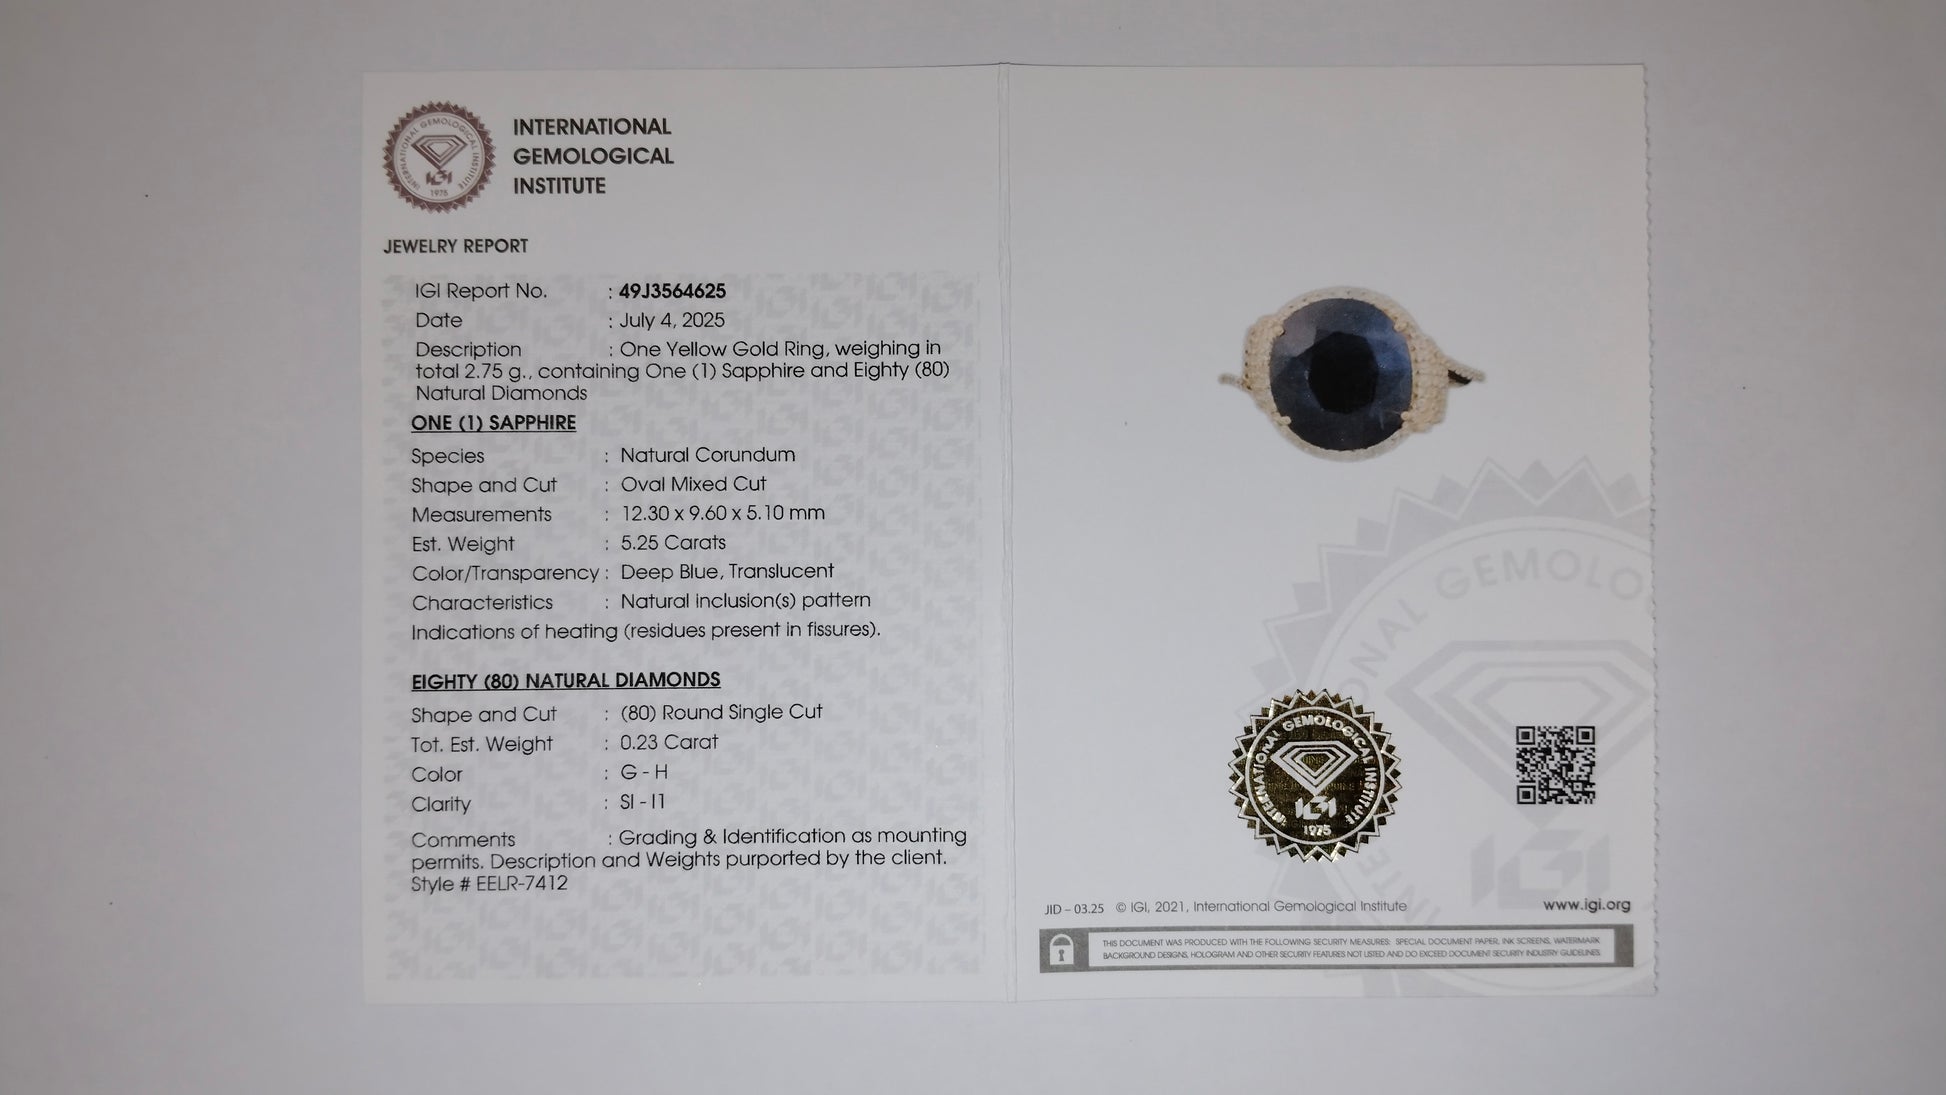 INTERNATIONAL
GEMOLOGICAL
INSTITUTE
INTERNATIONAL GEMOLOGICAL INSTITUTE
IGI
1975
JEWELRY REPORT
IGI Report No. : 49J3564625
Date : July 4, 2025
Description : One Yellow Gold Ring, weighing in
total 2.75 g., containing One (1) Sapphire and Eighty (80)
Natural Diamonds
ONE (1) SAPPHIRE
Species : Natural Corundum
Shape and Cut : Oval Mixed Cut
Measurements : 12.30 x 9.60 x 5.10 mm
Est. Weight : 5.25 Carats
Color/Transparency : Deep Blue, Translucent
Characteristics : Natural inclusion(s) pattern
Indications of heating (residues present in fissures).
EIGHTY (80) NATURAL DIAMONDS
Shape and Cut : (80) Round Single Cut
Tot. Est. Weight : 0.23 Carat
Color : G - H
Clarity : SI - I1
Comments : Grading & Identification as mounting
permits. Description and Weights purported by the client.
Style # EELR-7412
GEMOLO
IGI
INTERNATIONAL GEMOLOGICAL INSTITUTE
IGI
1975
JID – 03.25 © IGI, 2021, International Gemological Institute
www.igi.org
THIS DOCUMENT WAS PRODUCED WITH THE FOLLOWING SECURITY MEASURES: SPECIAL DOCUMENT PAPER, INK SCREENS, WATERMARK
BACKGROUND DESIGNS, HOLOGRAM AND OTHER SECURITY FEATURES NOT LISTED AND DO EXCEED DOCUMENT SECURITY INDUSTRY GUIDELINES.